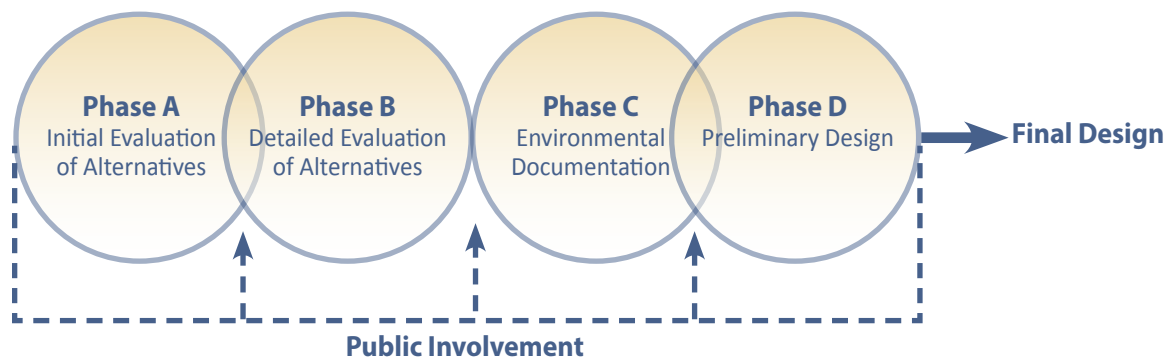 Phase A
Initial Evaluation
of Alternatives
Phase B
Detailed Evaluation
of Alternatives
Phase C
Environmental
Documentation
Phase D
Preliminary Design
Final Design
Public Involvement